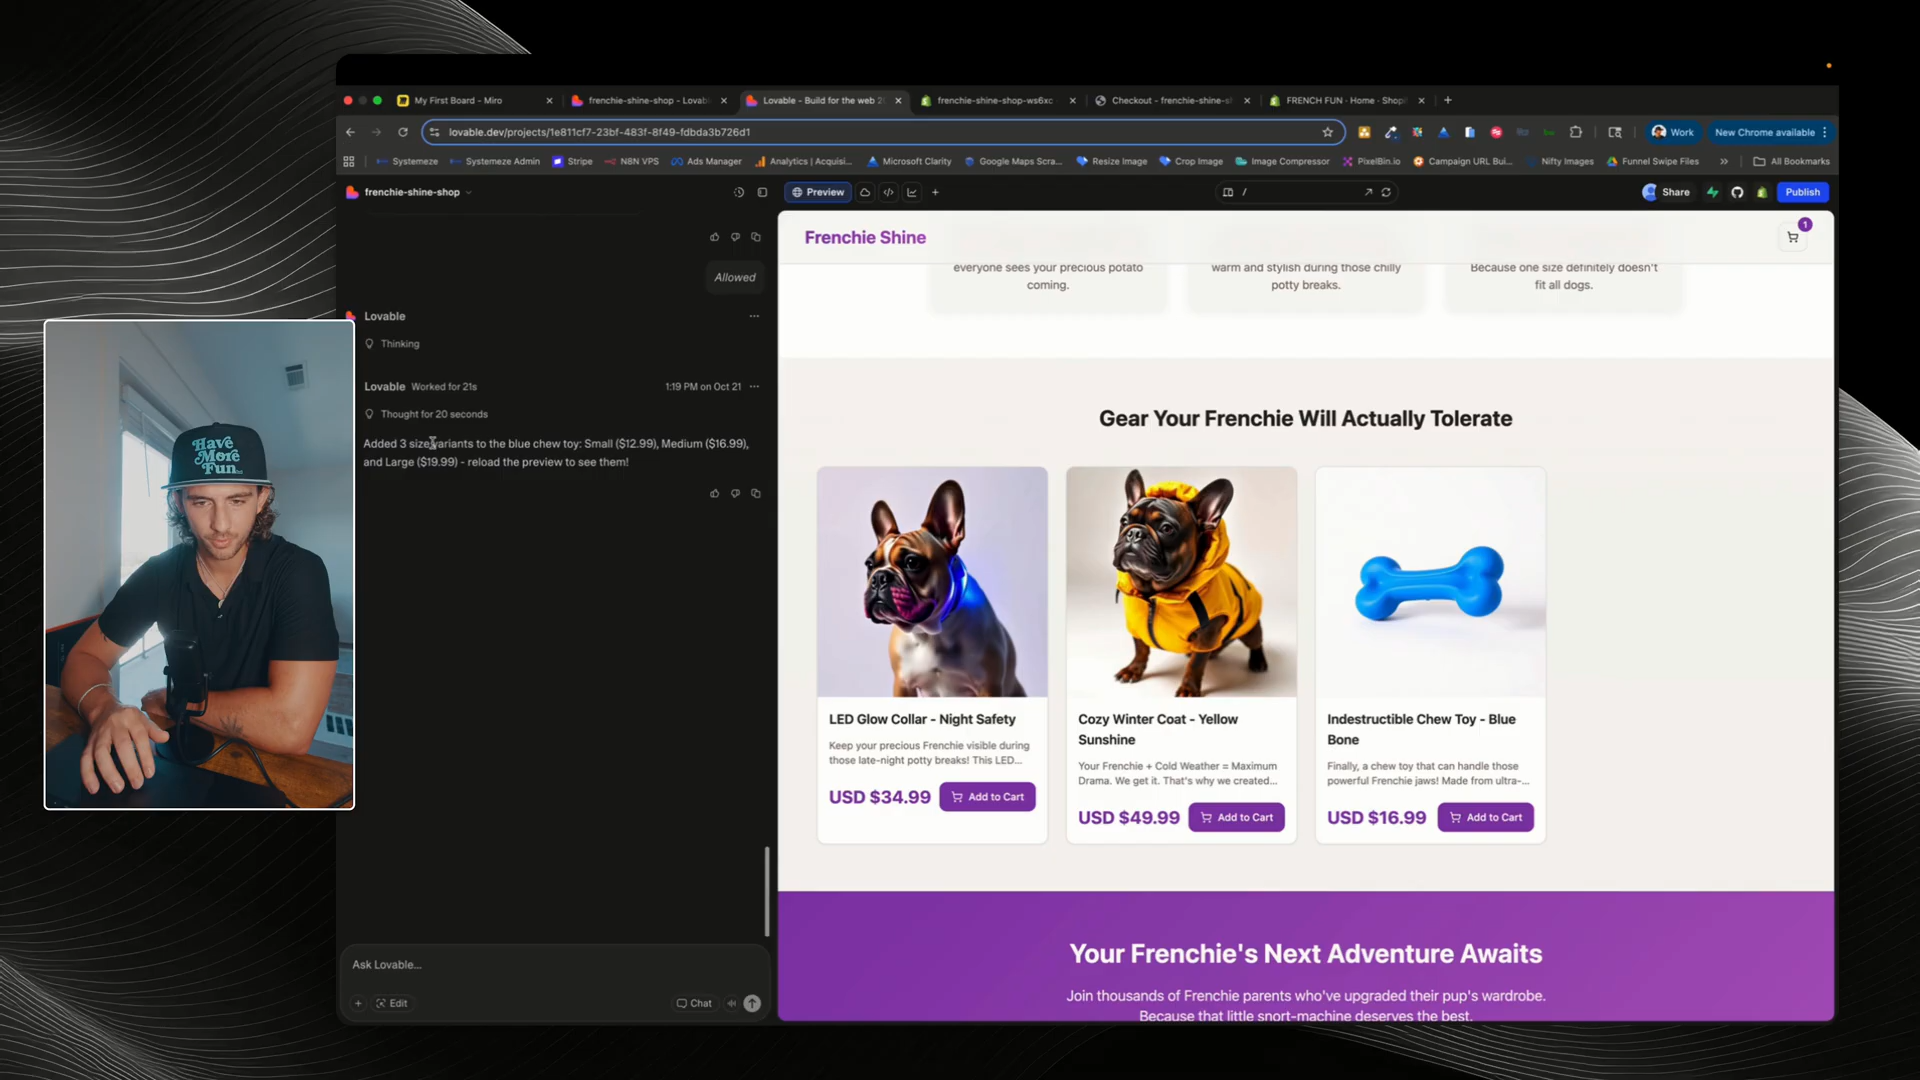 My First Board - Miro
frenchie-shine-shop - Lovabl
Lovable - Build for the web 2
frenchie-shine-shop-ws6xc
Checkout - frenchie-shine-s
FRENCH FUN · Home · Shopi
lovable.dev/projects/1e811cf7-23bf-483f-8f49-fdbda3b726d1
Work
New Chrome available
Systemeze
Systemeze Admin
Stripe
N8N VPS
Ads Manager
Analytics | Acquisi...
Microsoft Clarity
Google Maps Scra...
Resize Image
Crop Image
Image Compressor
PixelBin.io
Campaign URL Bui...
Nifty Images
Funnel Swipe Files
All Bookmarks
frenchie-shine-shop
Preview
/
Share
Publish
Allowed
Lovable
Thinking
Lovable Worked for 21s
1:19 PM on Oct 21
Thought for 20 seconds
Added 3 size variants to the blue chew toy: Small ($12.99), Medium ($16.99),
and Large ($19.99) - reload the preview to see them!
Ask Lovable...
Edit
Chat
Have
More
Fun
Frenchie Shine
1
everyone sees your precious potato
coming.
warm and stylish during those chilly
potty breaks.
Because one size definitely doesn't
fit all dogs.
Gear Your Frenchie Will Actually Tolerate
LED Glow Collar - Night Safety
Keep your precious Frenchie visible during
those late-night potty breaks! This LED...
USD $34.99
Add to Cart
Cozy Winter Coat - Yellow
Sunshine
Your Frenchie + Cold Weather = Maximum
Drama. We get it. That's why we created...
USD $49.99
Add to Cart
Indestructible Chew Toy - Blue
Bone
Finally, a chew toy that can handle those
powerful Frenchie jaws! Made from ultra-...
USD $16.99
Add to Cart
Your Frenchie's Next Adventure Awaits
Join thousands of Frenchie parents who've upgraded their pup's wardrobe.
Because that little snort-machine deserves the best.